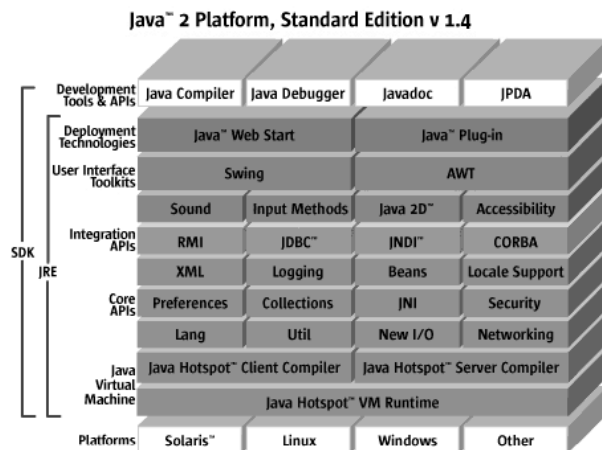 Java™ 2 Platform, Standard Edition v 1.4
Development Tools & APIs
Java Compiler Java Debugger Javadoc JPDA
Deployment Technologies
Java™ Web Start Java™ Plug-in
User Interface Toolkits
Swing AWT
Sound Input Methods Java 2D™ Accessibility
Integration APIs
RMI JDBC™ JNDI™ CORBA
SDK
JRE
XML Logging Beans Locale Support
Core APIs
Preferences Collections JNI Security
Lang Util New I/O Networking
Java Virtual Machine
Java Hotspot™ Client Compiler Java Hotspot™ Server Compiler
Java Hotspot™ VM Runtime
Platforms
Solaris™ Linux Windows Other